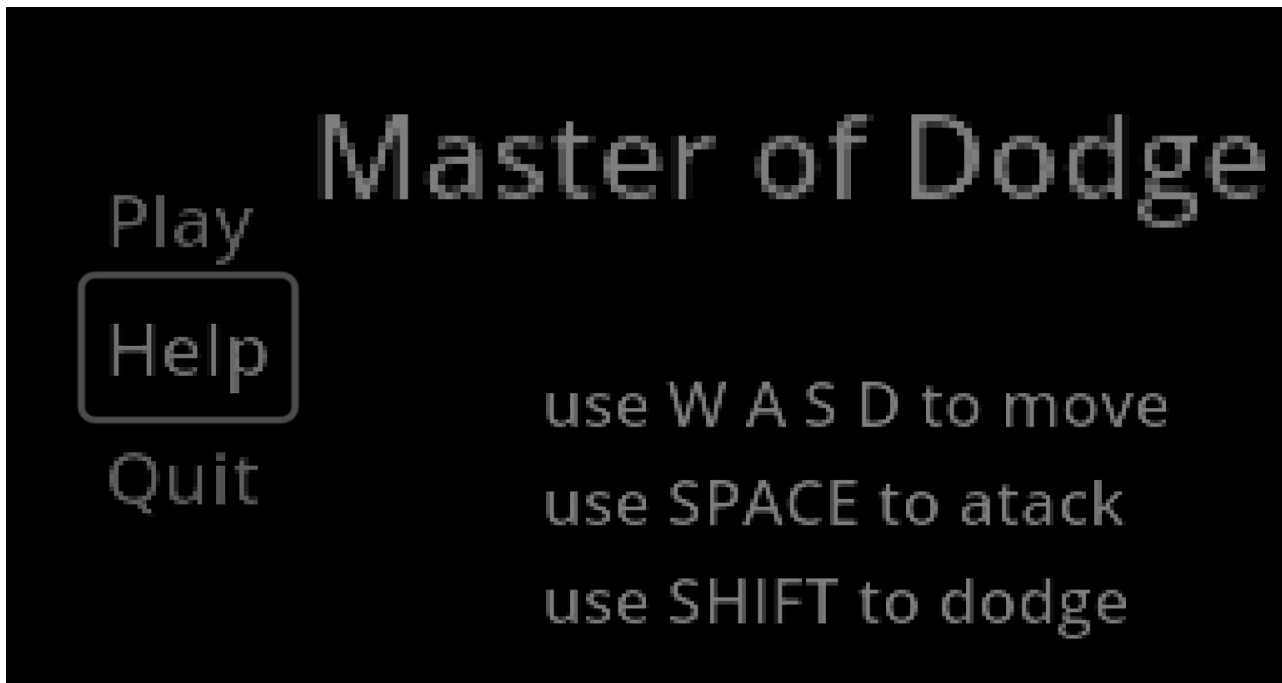 Master of Dodge
Play
Help
Quit
use W A S D to move
use SPACE to atack
use SHIFT to dodge